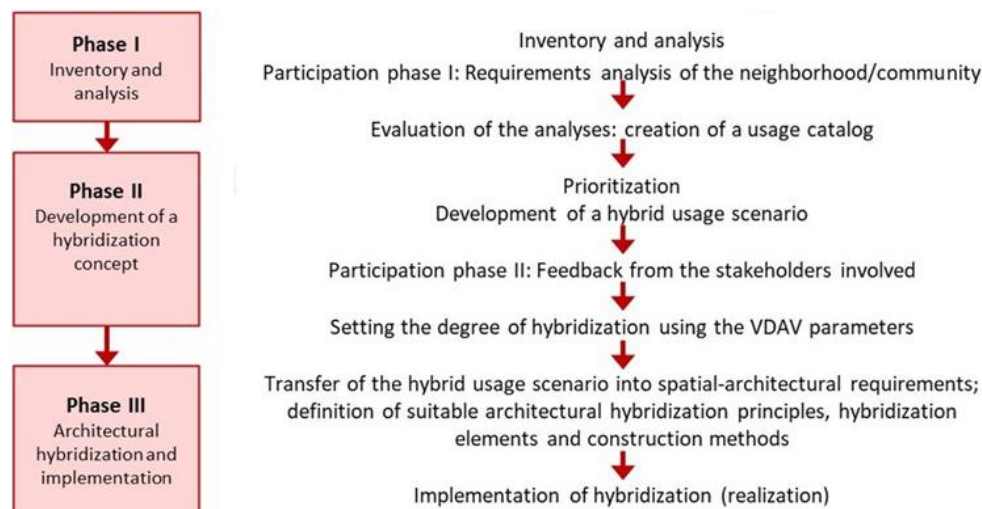 Phase I
Inventory and
analysis
Phase II
Development of a
hybridization
concept
Phase III
Architectural
hybridization and
implementation
Inventory and analysis
Participation phase I: Requirements analysis of the neighborhood/community
Evaluation of the analyses: creation of a usage catalog
Prioritization
Development of a hybrid usage scenario
Participation phase II: Feedback from the stakeholders involved
Setting the degree of hybridization using the VDAV parameters
Transfer of the hybrid usage scenario into spatial-architectural requirements;
definition of suitable architectural hybridization principles, hybridization
elements and construction methods
Implementation of hybridization (realization)